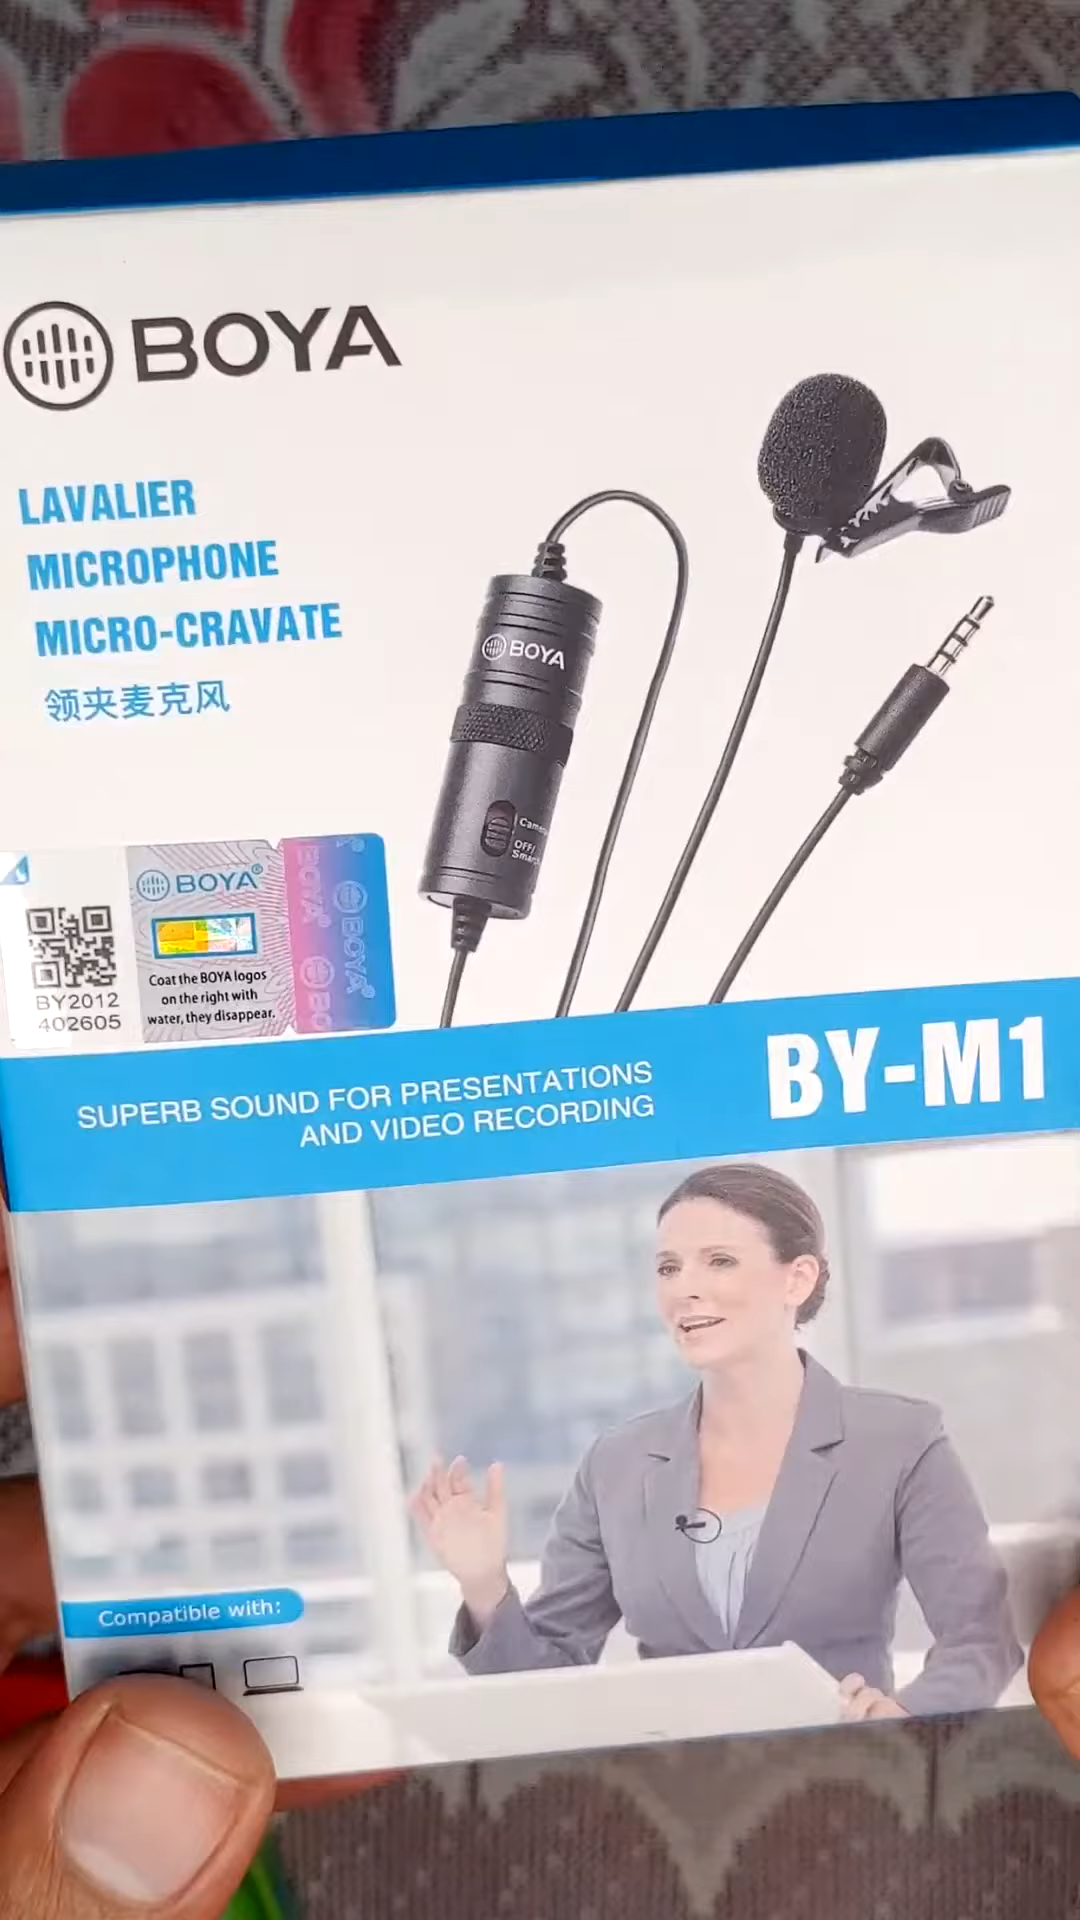 BOYA
LAVALIER
MICROPHONE
MICRO-CRAVATE
领夹麦克风
BOYA
OFF/
BOYA
BOYA
BOYA
BOYA
BY2012
402605
Coat the BOYA logos
on the right with
water, they disappear.
SUPERB SOUND FOR PRESENTATIONS
AND VIDEO RECORDING
BY-M1
Compatible with: